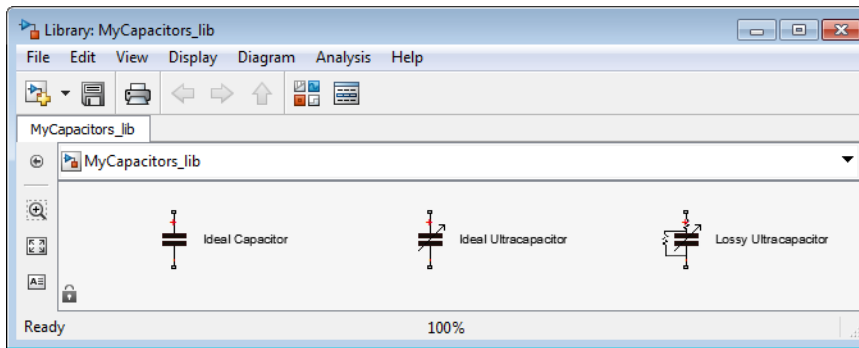 Library: MyCapacitors_lib
File Edit View Display Diagram Analysis Help
MyCapacitors_lib
MyCapacitors_lib
Ideal Capacitor
Ideal Ultracapacitor
Lossy Ultracapacitor
Ready 100%